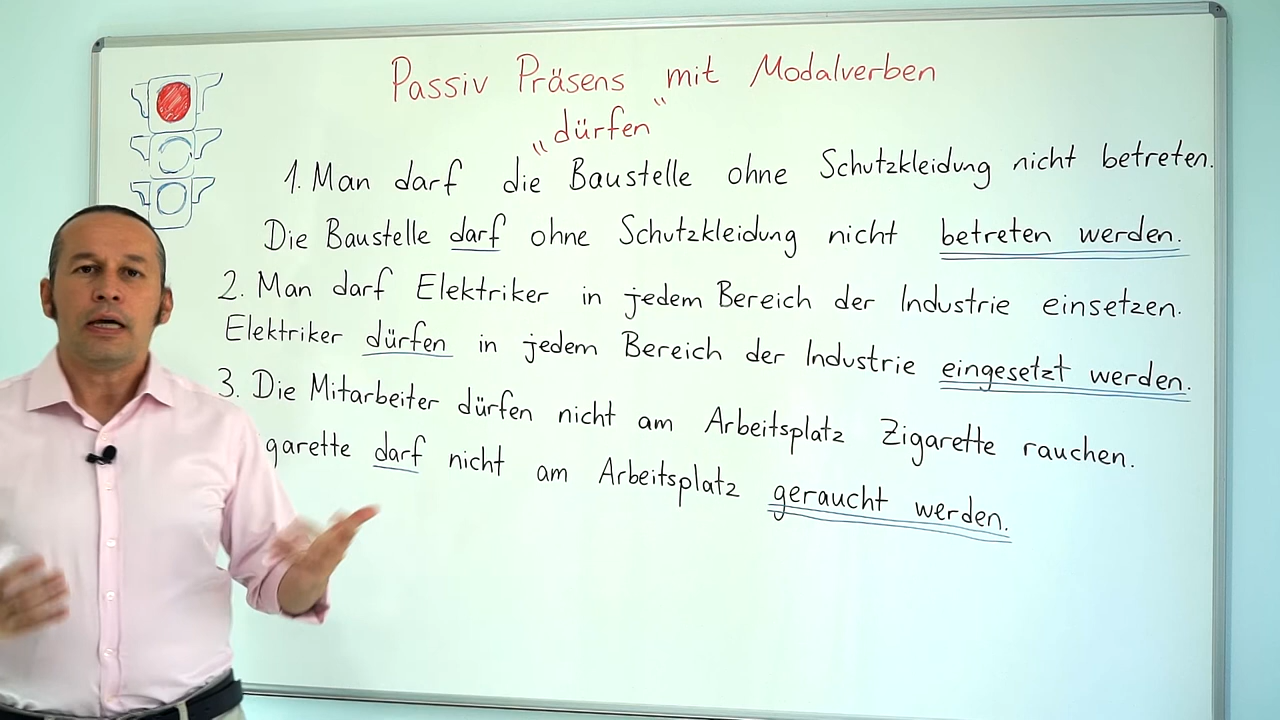 Passiv Präsens mit Modalverben
„dürfen“
1. Man darf die Baustelle ohne Schutzkleidung nicht betreten.
Die Baustelle darf ohne Schutzkleidung nicht betreten werden.
2. Man darf Elektriker in jedem Bereich der Industrie einsetzen.
Elektriker dürfen in jedem Bereich der Industrie eingesetzt werden.
3. Die Mitarbeiter dürfen nicht am Arbeitsplatz Zigarette rauchen.
garette darf nicht am Arbeitsplatz geraucht werden.